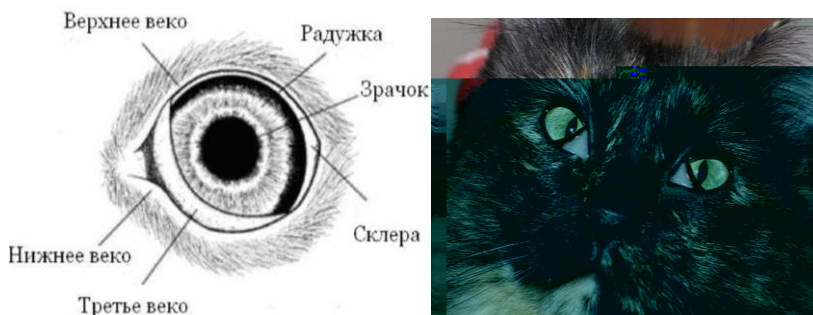 Верхнее веко
Радужка
Зрачок
Склера
Нижнее веко
Третье веко